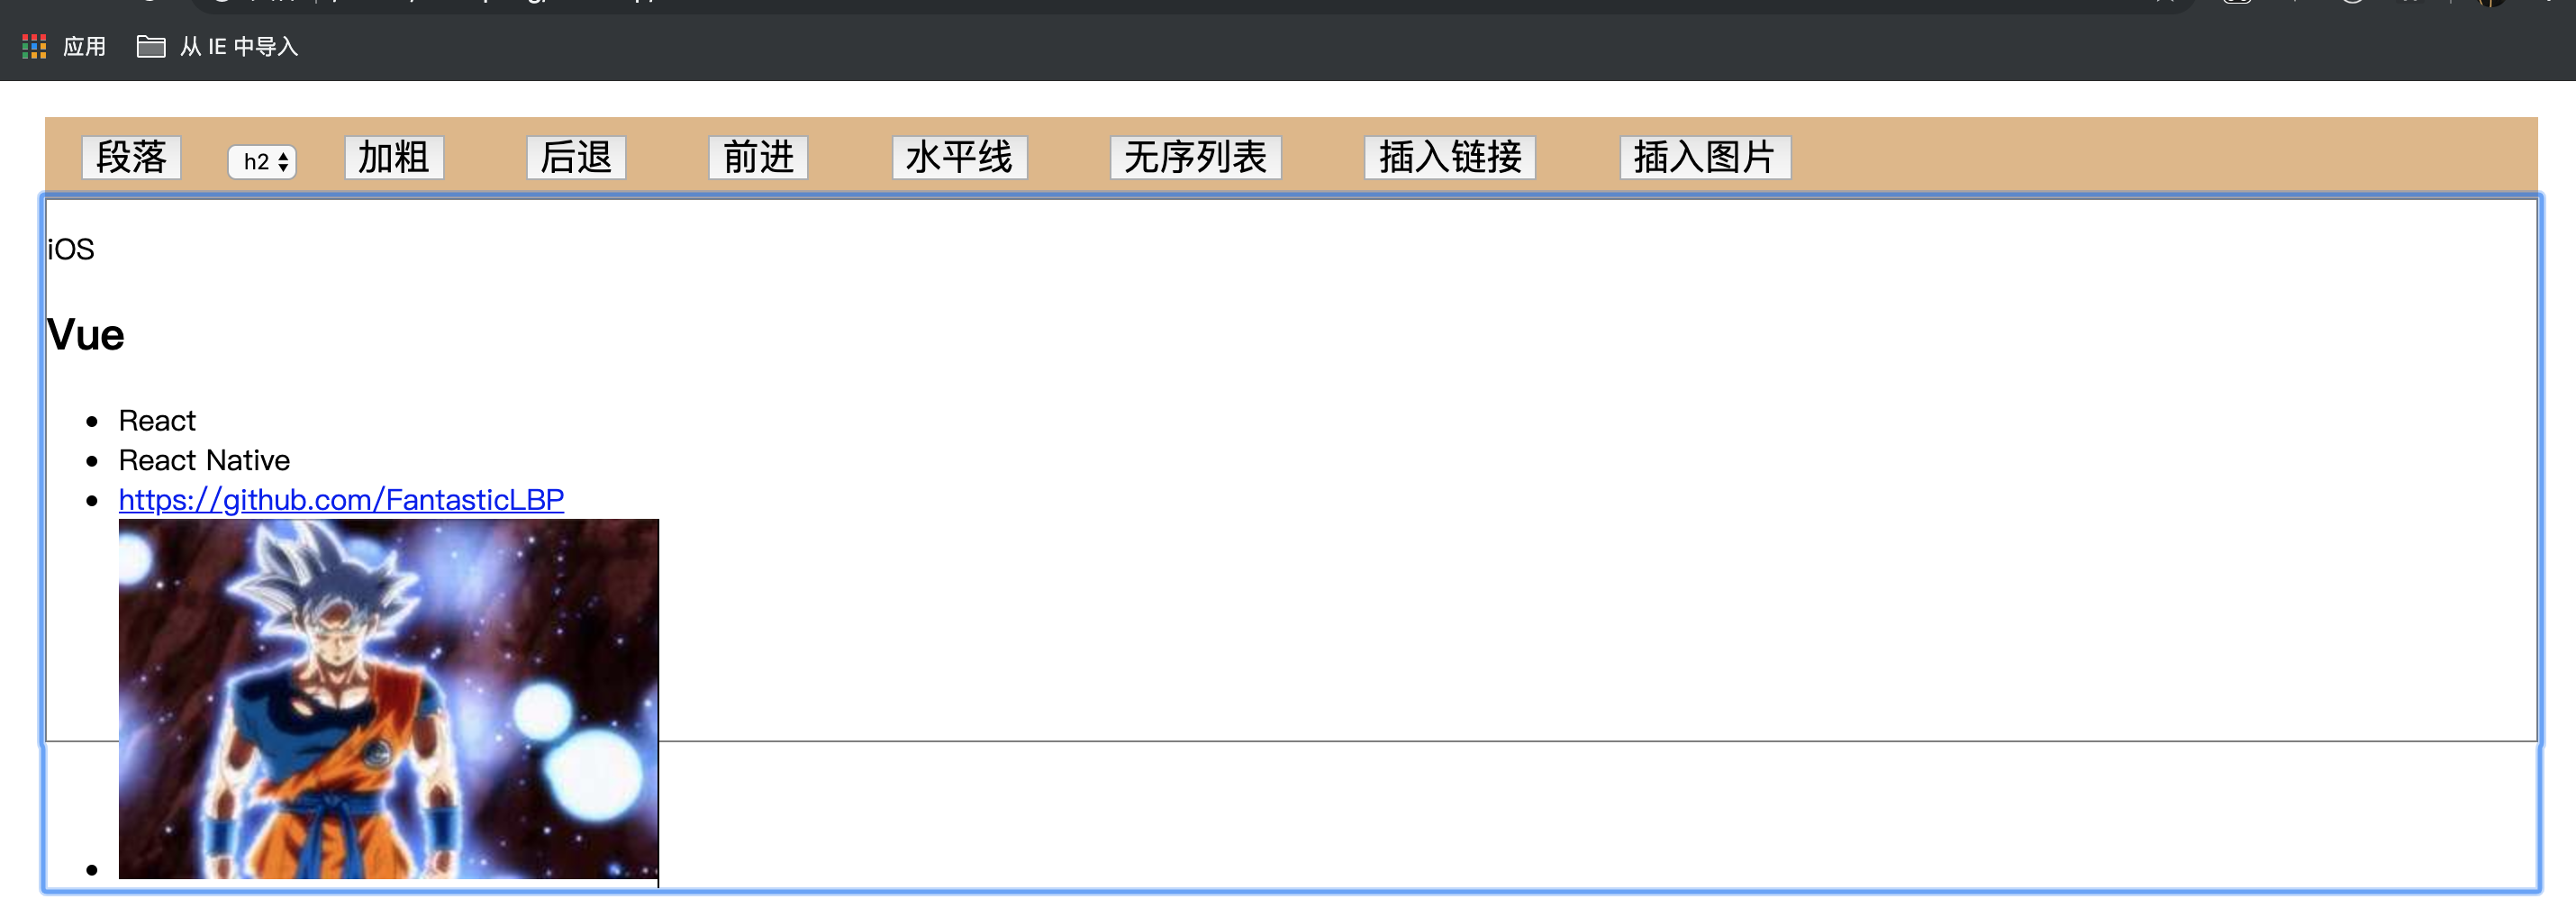 应用 从 IE 中导入
段落 h2 加粗 后退 前进 水平线 无序列表 插入链接 插入图片
iOS
Vue
React
React Native
https://github.com/FantasticLBP